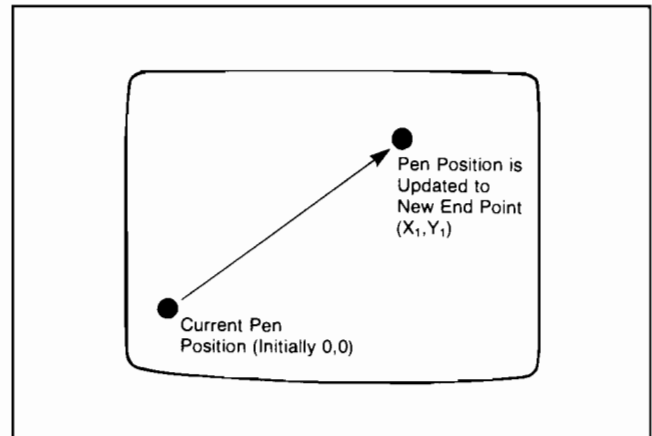 Pen Position is
Updated to
New End Point
(X₁,Y₁)
Current Pen
Position (Initially 0,0)